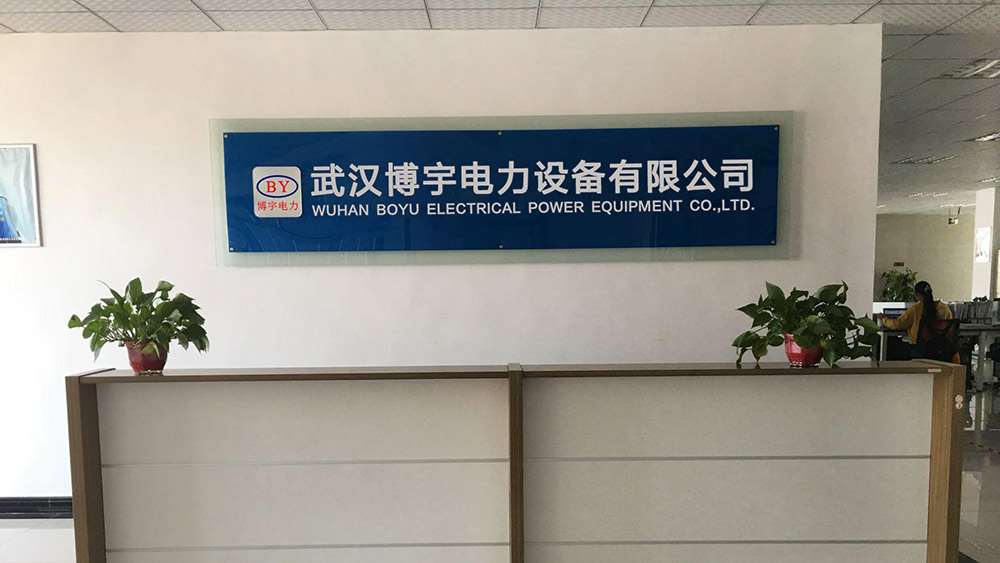 BY
博宇电力
武汉博宇电力设备有限公司
WUHAN BOYU ELECTRICAL POWER EQUIPMENT CO.,LTD.